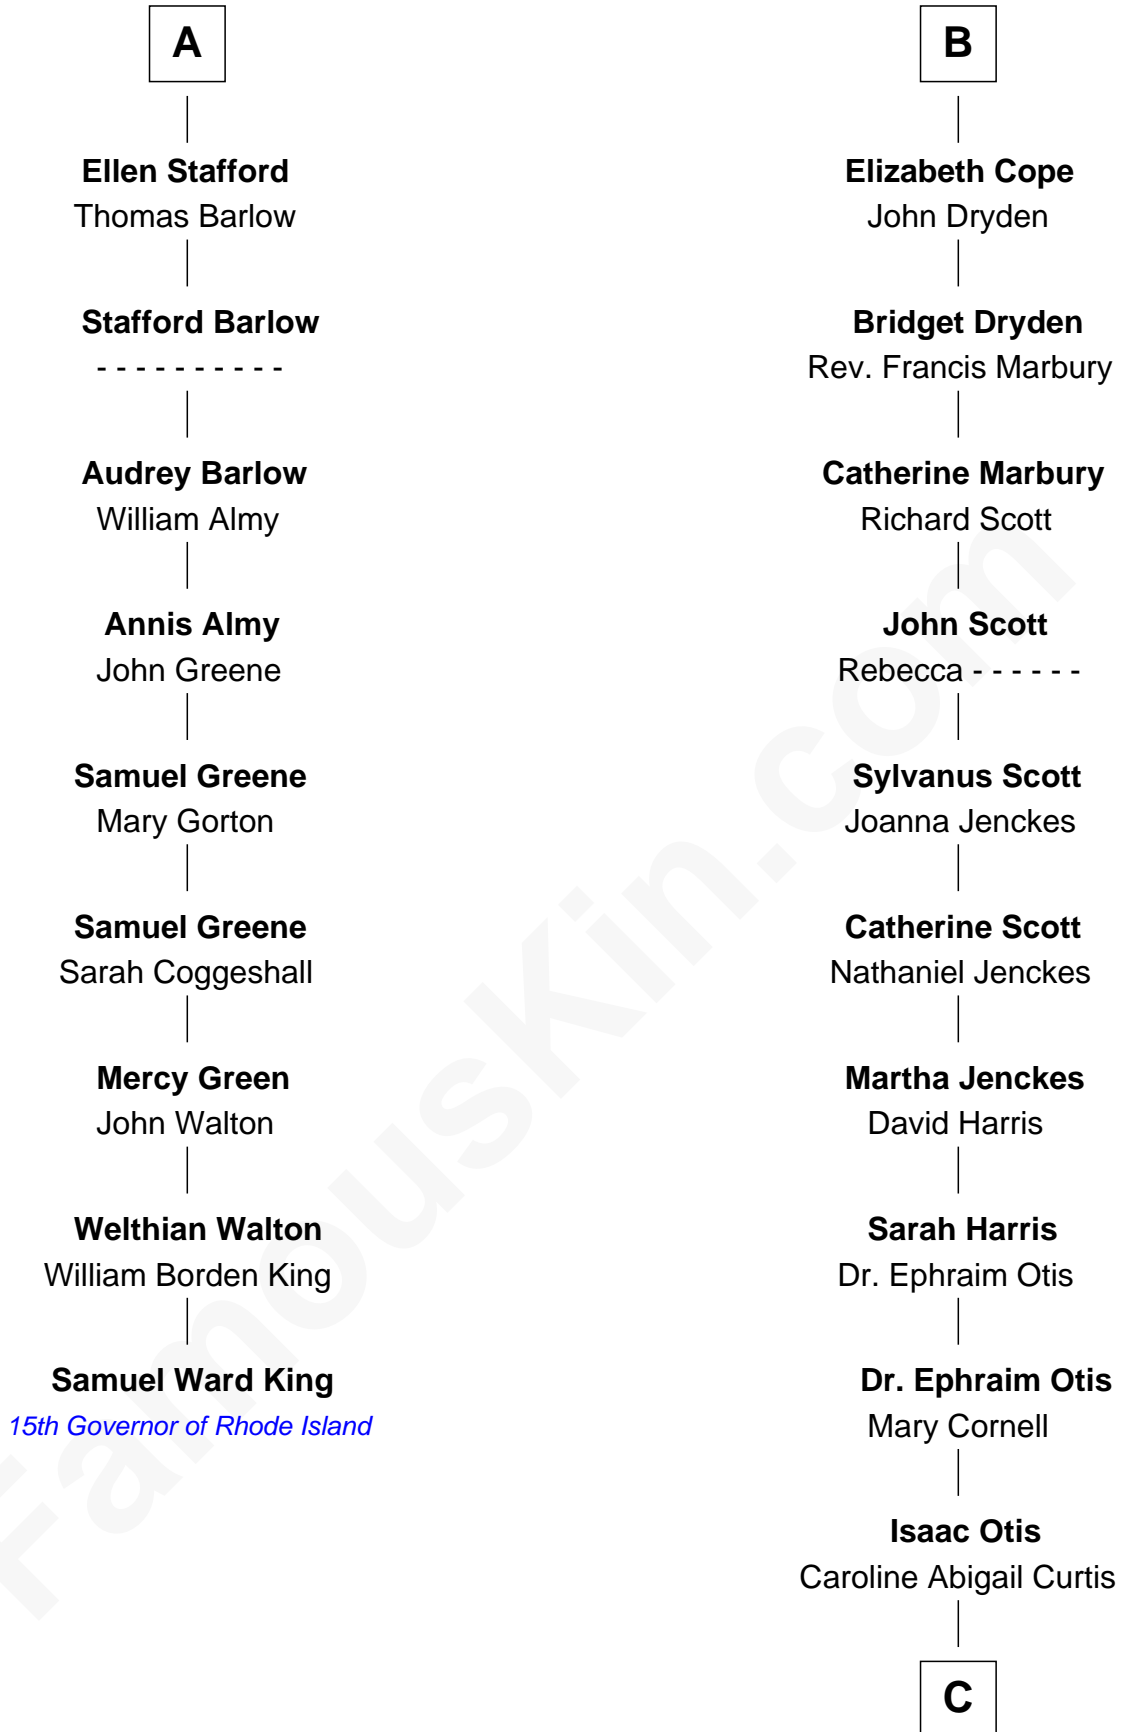 A
Ellen Stafford
Thomas Barlow
Stafford Barlow
- - - - - - - - - -
Audrey Barlow
William Almy
Annis Almy
John Greene
Samuel Greene
Mary Gorton
Samuel Greene
Sarah Coggeshall
Mercy Green
John Walton
Welthian Walton
William Borden King
Samuel Ward King
15th Governor of Rhode Island
B
Elizabeth Cope
John Dryden
Bridget Dryden
Rev. Francis Marbury
Catherine Marbury
Richard Scott
John Scott
Rebecca - - - - - -
Sylvanus Scott
Joanna Jenckes
Catherine Scott
Nathaniel Jenckes
Martha Jenckes
David Harris
Sarah Harris
Dr. Ephraim Otis
Dr. Ephraim Otis
Mary Cornell
Isaac Otis
Caroline Abigail Curtis
C
FamousKin.com